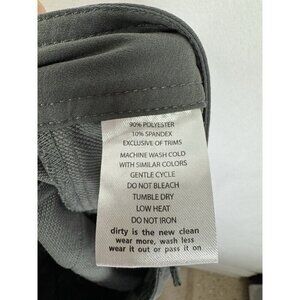 90% POLYESTER
10% SPANDEX
EXCLUSIVE OF TRIMS
MACHINE WASH COLD
WITH SIMILAR COLORS
GENTLE CYCLE
DO NOT BLEACH
TUMBLE DRY
LOW HEAT
DO NOT IRON
dirty is the new clean
wear more, wash less
wear it out or pass it on